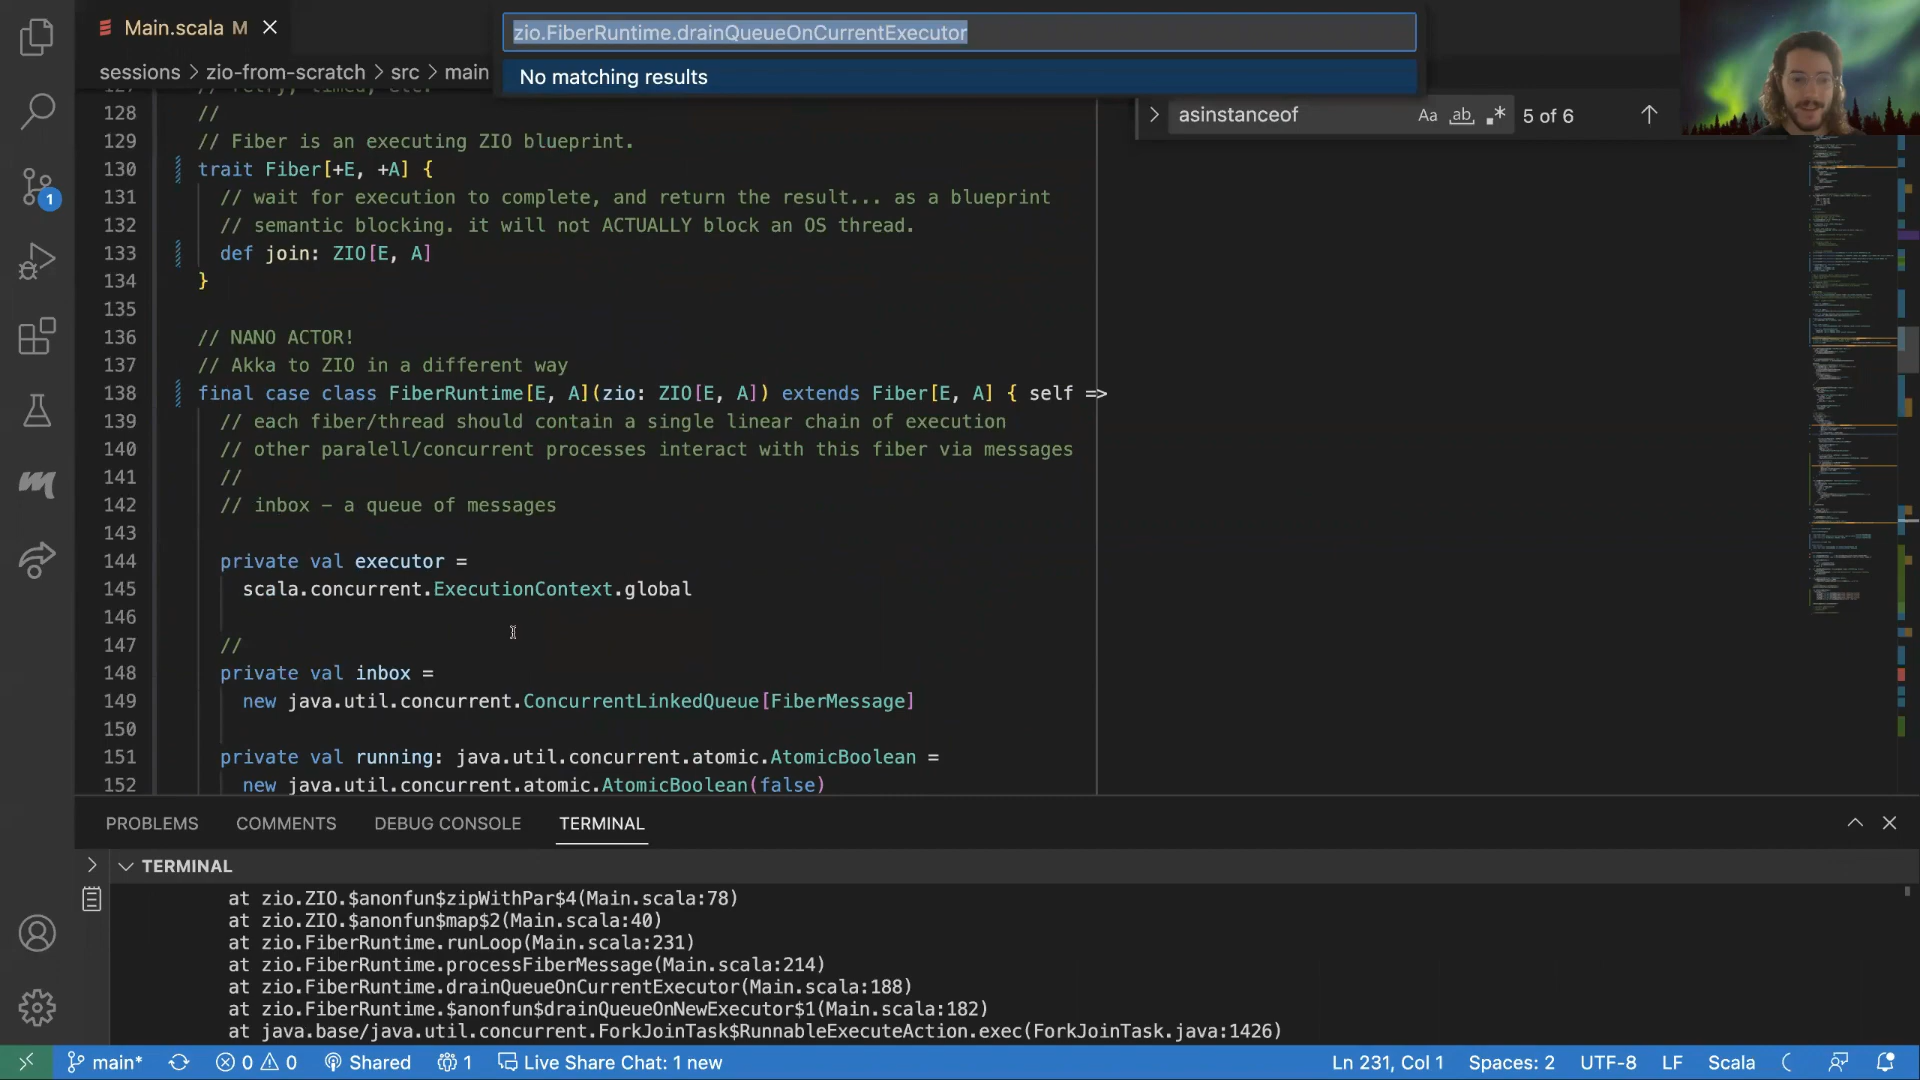 Main.scala M
zio.FiberRuntime.drainQueueOnCurrentExecutor
No matching results
sessions > zio-from-scratch > src > main
asinstanceof Aa ab .* 5 of 6
127 // retry, timed, etc.
128 //
129 // Fiber is an executing ZIO blueprint.
130 trait Fiber[+E, +A] {
131 // wait for execution to complete, and return the result... as a blueprint
132 // semantic blocking. it will not ACTUALLY block an OS thread.
133 def join: ZIO[E, A]
134 }
135
136 // NANO ACTOR!
137 // Akka to ZIO in a different way
138 final case class FiberRuntime[E, A](zio: ZIO[E, A]) extends Fiber[E, A] { self =>
139 // each fiber/thread should contain a single linear chain of execution
140 // other paralell/concurrent processes interact with this fiber via messages
141 //
142 // inbox – a queue of messages
143
144 private val executor =
145 scala.concurrent.ExecutionContext.global
146
147 //
148 private val inbox =
149 new java.util.concurrent.ConcurrentLinkedQueue[FiberMessage]
150
151 private val running: java.util.concurrent.atomic.AtomicBoolean =
152 new java.util.concurrent.atomic.AtomicBoolean(false)
PROBLEMS COMMENTS DEBUG CONSOLE TERMINAL
TERMINAL
at zio.ZIO.$anonfun$zipWithPar$4(Main.scala:78)
at zio.ZIO.$anonfun$map$2(Main.scala:40)
at zio.FiberRuntime.runLoop(Main.scala:231)
at zio.FiberRuntime.processFiberMessage(Main.scala:214)
at zio.FiberRuntime.drainQueueOnCurrentExecutor(Main.scala:188)
at zio.FiberRuntime.$anonfun$drainQueueOnNewExecutor$1(Main.scala:182)
at java.base/java.util.concurrent.ForkJoinTask$RunnableExecuteAction.exec(ForkJoinTask.java:1426)
1
main* 0 0 Shared 1 Live Share Chat: 1 new Ln 231, Col 1 Spaces: 2 UTF-8 LF Scala